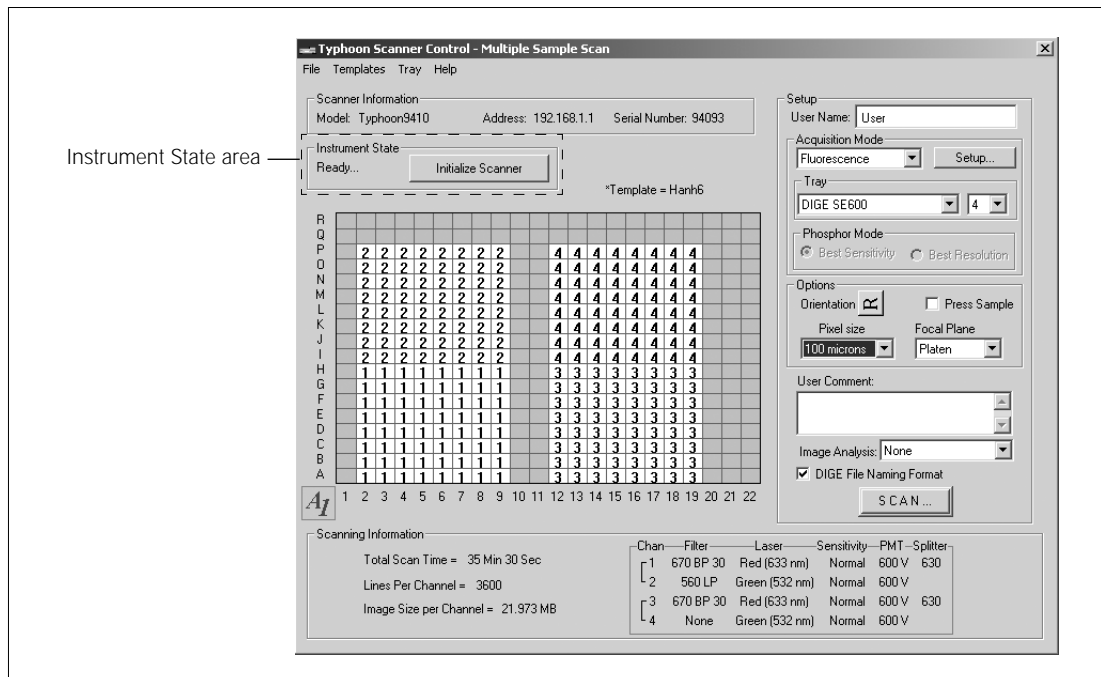 Typhoon Scanner Control - Multiple Sample Scan
File Templates Tray Help
Scanner Information
Model: Typhoon9410 Address: 192.168.1.1 Serial Number: 94093
Instrument State area
Instrument State
Ready... Initialize Scanner
*Template = Hanh6
R
Q
P 2 2 2 2 2 2 2 2 4 4 4 4 4 4 4 4
O 2 2 2 2 2 2 2 2 4 4 4 4 4 4 4 4
N 2 2 2 2 2 2 2 2 4 4 4 4 4 4 4 4
M 2 2 2 2 2 2 2 2 4 4 4 4 4 4 4 4
L 2 2 2 2 2 2 2 2 4 4 4 4 4 4 4 4
K 2 2 2 2 2 2 2 2 4 4 4 4 4 4 4 4
J 2 2 2 2 2 2 2 2 4 4 4 4 4 4 4 4
I 2 2 2 2 2 2 2 2 4 4 4 4 4 4 4 4
H 1 1 1 1 1 1 1 1 3 3 3 3 3 3 3 3
G 1 1 1 1 1 1 1 1 3 3 3 3 3 3 3 3
F 1 1 1 1 1 1 1 1 3 3 3 3 3 3 3 3
E 1 1 1 1 1 1 1 1 3 3 3 3 3 3 3 3
D 1 1 1 1 1 1 1 1 3 3 3 3 3 3 3 3
C 1 1 1 1 1 1 1 1 3 3 3 3 3 3 3 3
B 1 1 1 1 1 1 1 1 3 3 3 3 3 3 3 3
A 1 1 1 1 1 1 1 1 3 3 3 3 3 3 3 3
A1 1 2 3 4 5 6 7 8 9 10 11 12 13 14 15 16 17 18 19 20 21 22
Setup
User Name: User
Acquisition Mode
Fluorescence Setup...
Tray
DIGE SE600 4
Phosphor Mode
Best Sensitivity Best Resolution
Options
Orientation R Press Sample
Pixel size Focal Plane
100 microns Platen
User Comment:
Image Analysis: None
DIGE File Naming Format
SCAN...
Scanning Information
Total Scan Time = 35 Min 30 Sec
Lines Per Channel = 3600
Image Size per Channel = 21.973 MB
Chan Filter Laser Sensitivity PMT Splitter
1 670 BP 30 Red (633 nm) Normal 600 V 630
2 560 LP Green (532 nm) Normal 600 V
3 670 BP 30 Red (633 nm) Normal 600 V 630
4 None Green (532 nm) Normal 600 V